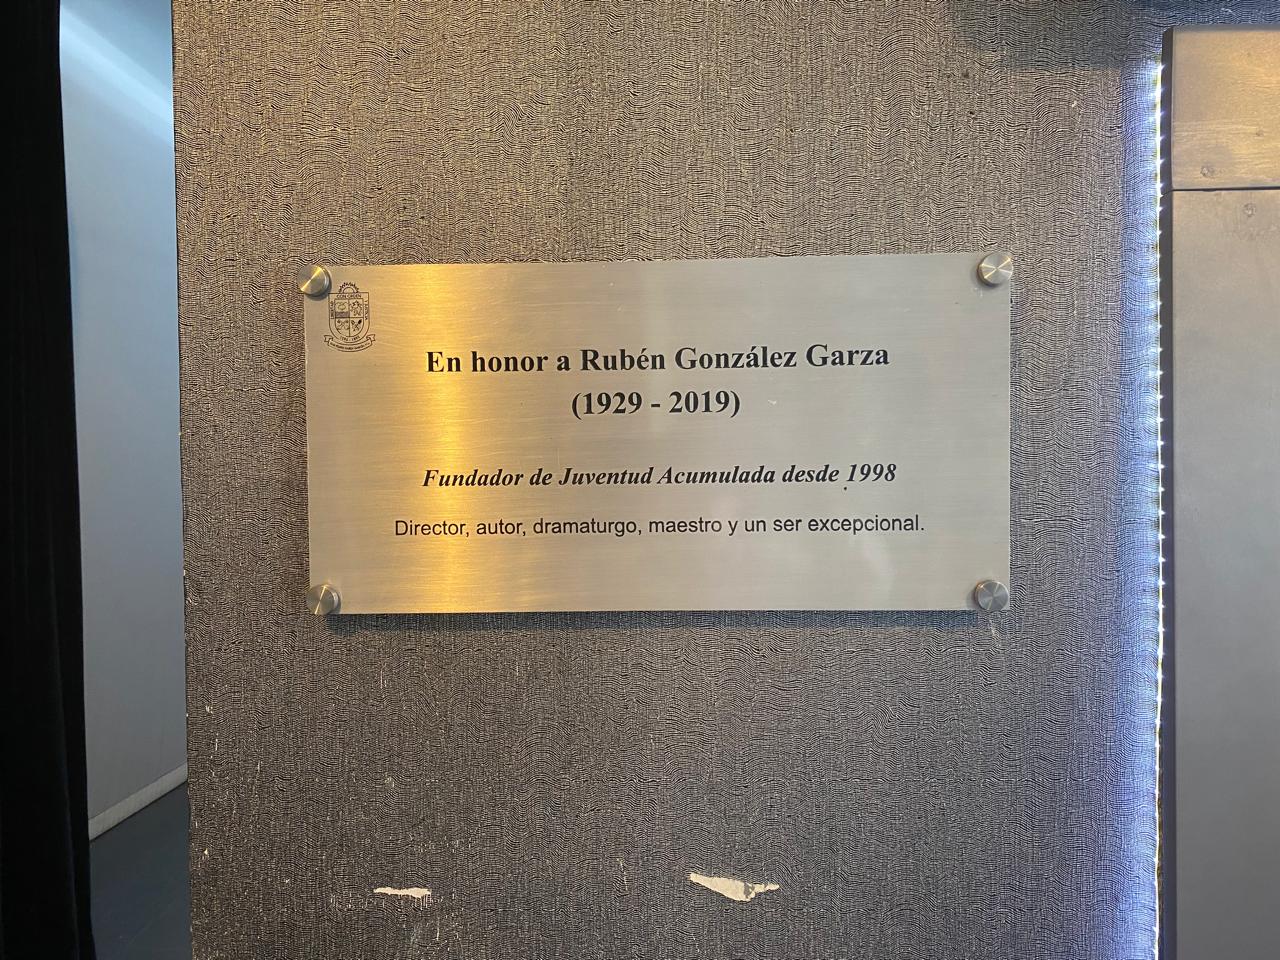 En honor a Rubén González Garza
(1929 - 2019)
Fundador de Juventud Acumulada desde 1998
Director, autor, dramaturgo, maestro y un ser excepcional.